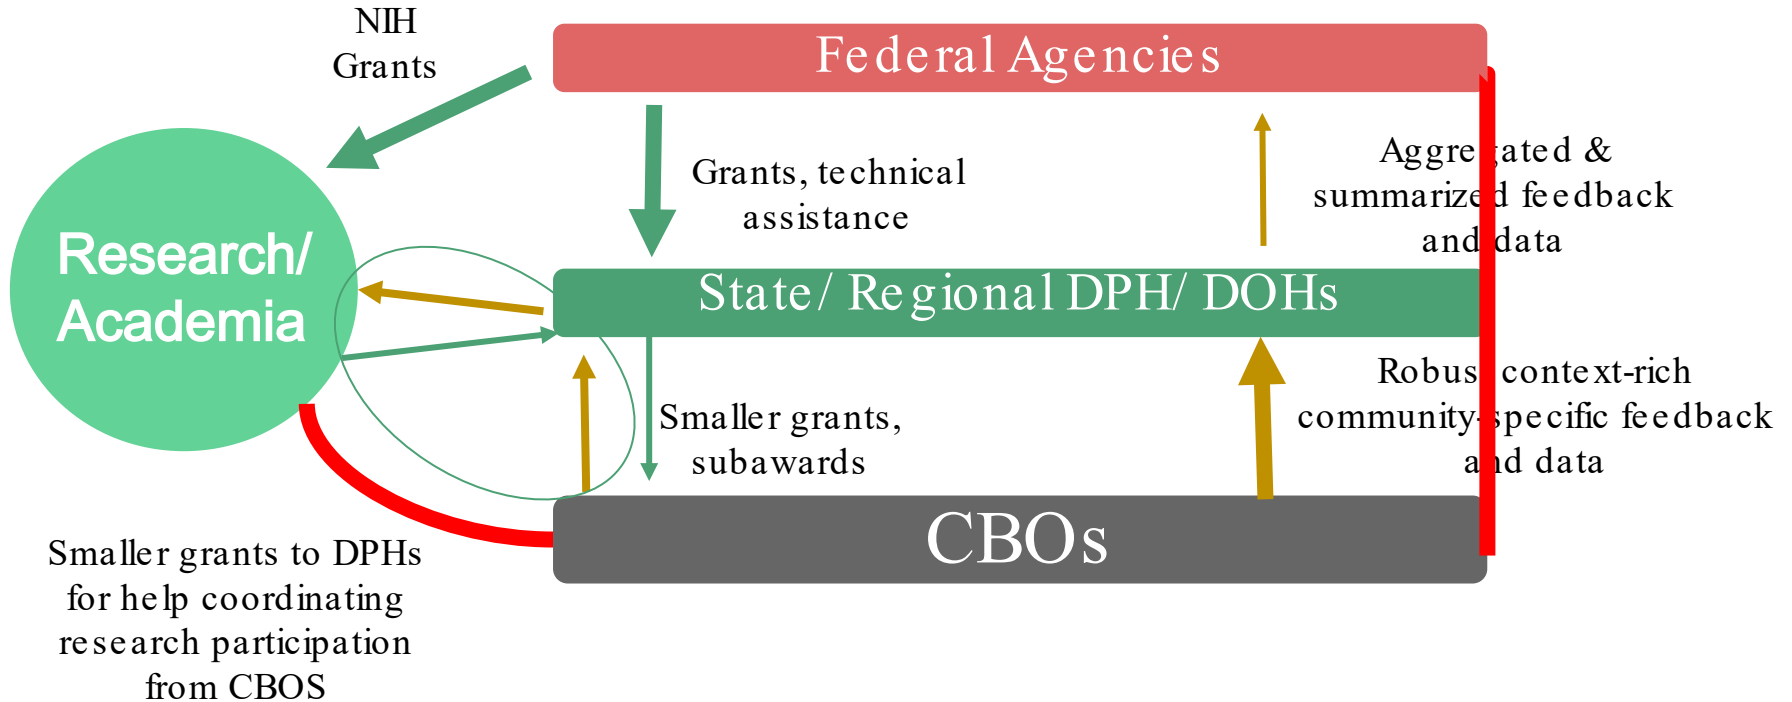 NIH
Grants
Federal Agencies
Grants, technical
assistance
Aggregated &
summarized feedback
and data
Research/
Academia
State/ Regional DPH/ DOHs
Smaller grants,
subawards
Robust context-rich
community-specific feedback
and data
CBOs
Smaller grants to DPHs
for help coordinating
research participation
from CBOS